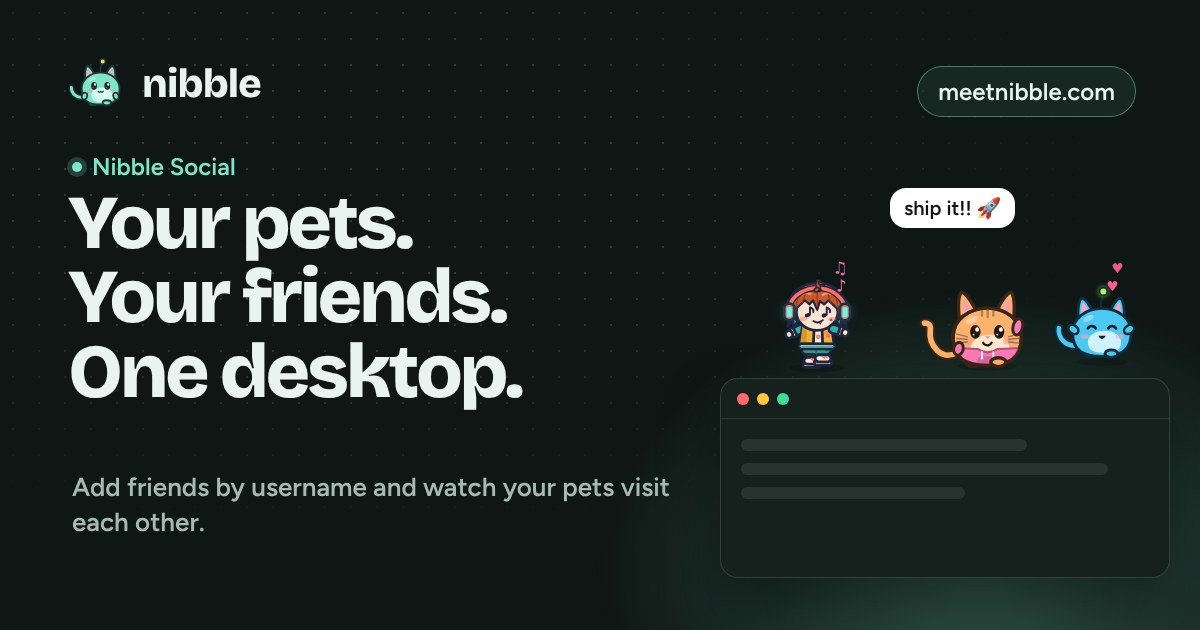 nibble
meetnibble.com
Nibble Social
Your pets.
Your friends.
One desktop.
ship it!! 🚀
Add friends by username and watch your pets visit
each other.